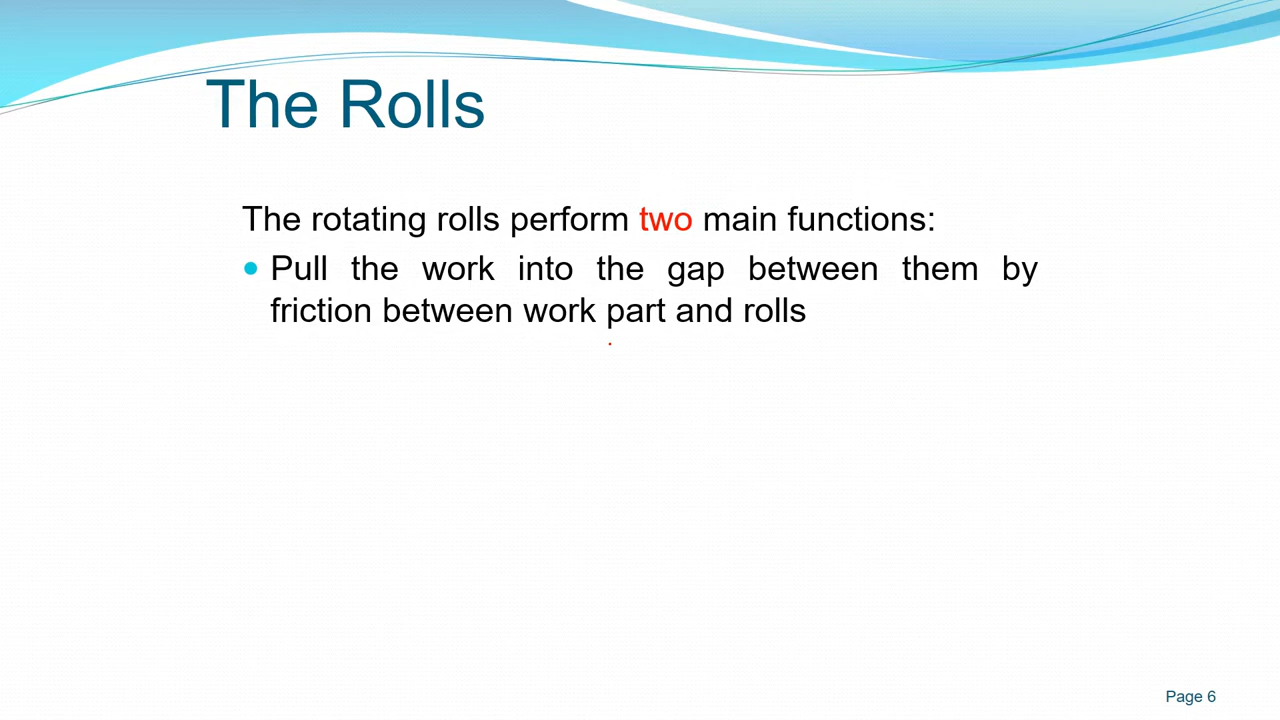 The Rolls
The rotating rolls perform two main functions:
Pull the work into the gap between them by
friction between work part and rolls
Page 6